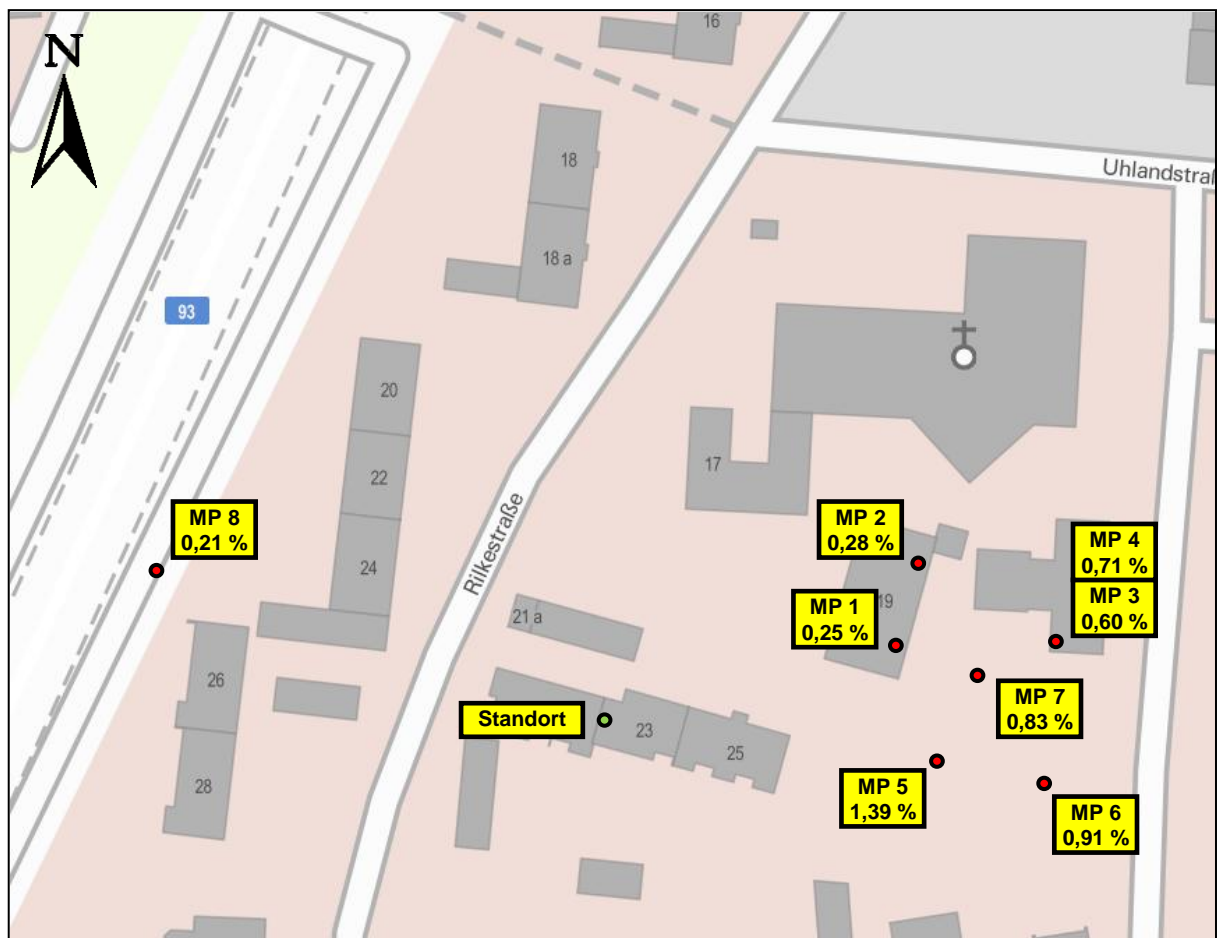 N
16
Uhlandstraß
18
18 a
93
20
17
22
MP 8
0,21 %
MP 2
0,28 %
MP 4
0,71 %
24
Rilkestraße
MP 3
0,60 %
MP 1
0,25 %
19
21 a
26
MP 7
0,83 %
Standort
23
25
28
MP 5
1,39 %
MP 6
0,91 %